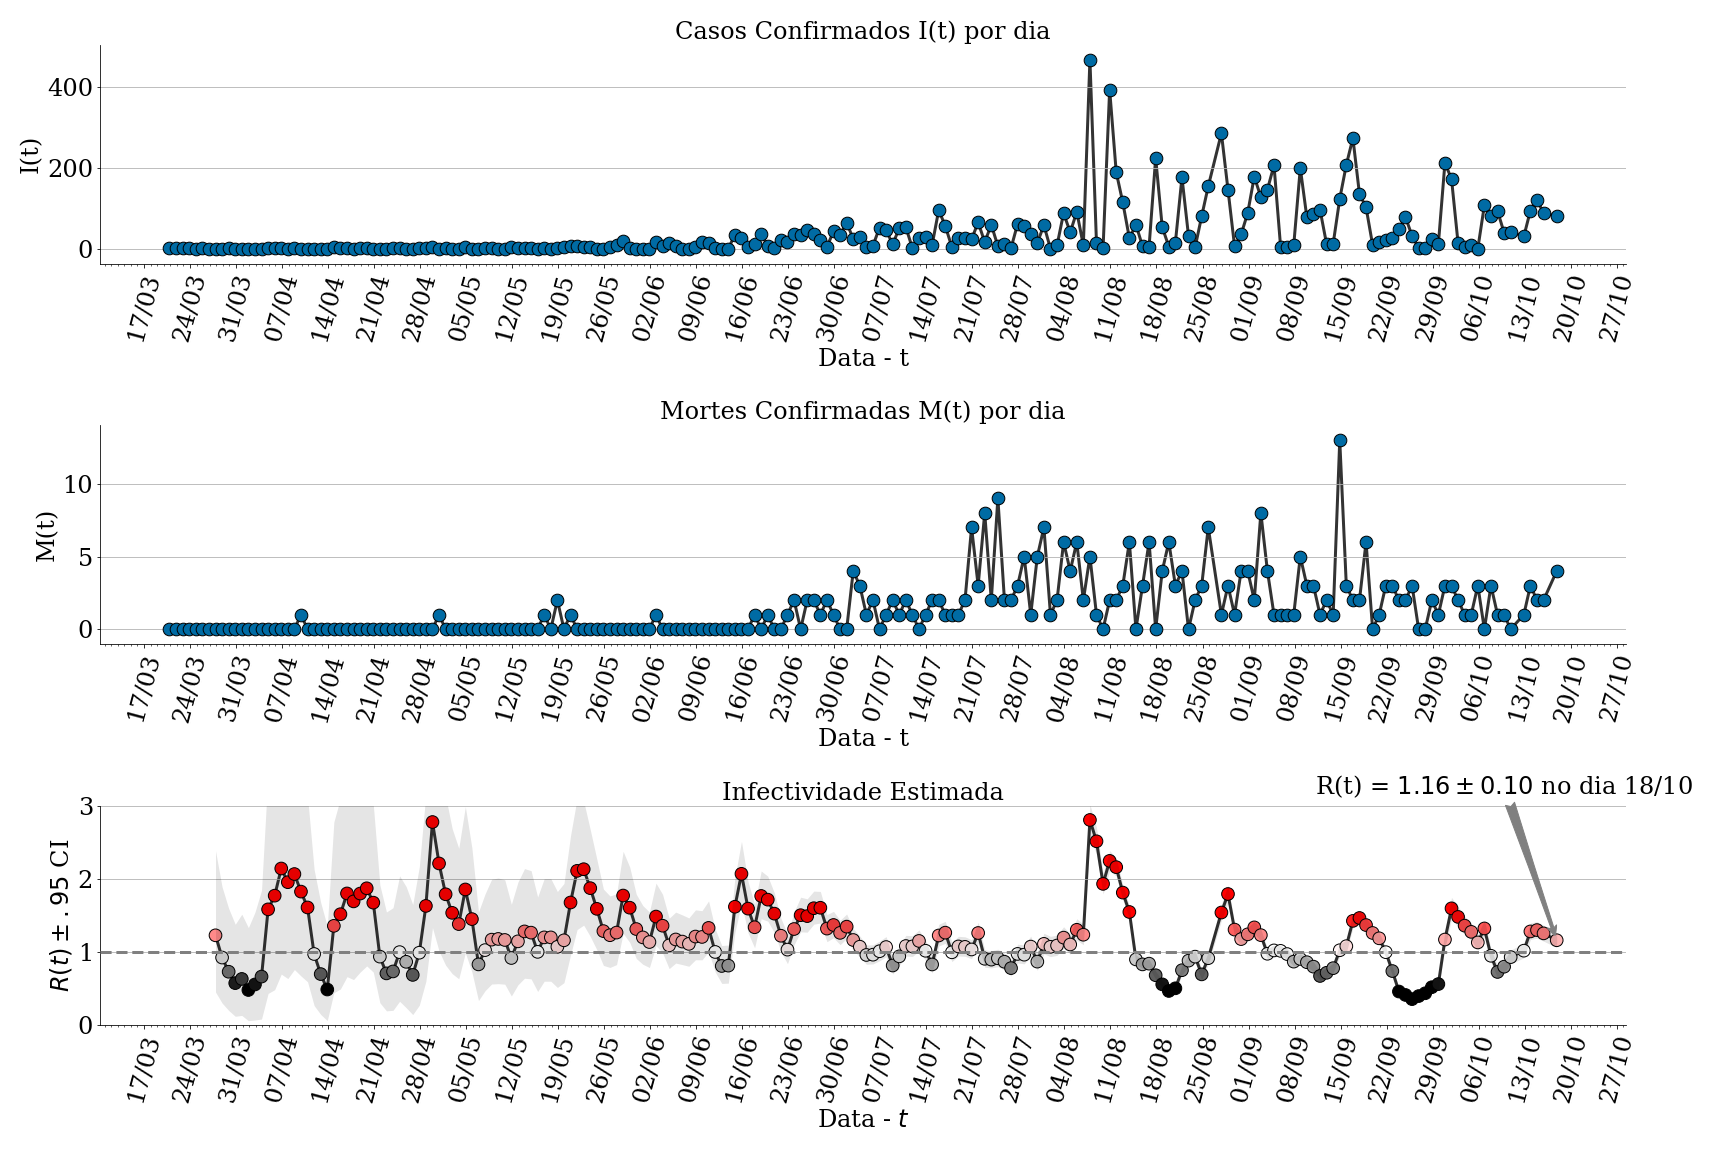 Casos Confirmados I(t) por dia
I(t)
400
200
0
17/03 24/03 31/03 07/04 14/04 21/04 28/04 05/05 12/05 19/05 26/05 02/06 09/06 16/06 23/06 30/06 07/07 14/07 21/07 28/07 04/08 11/08 18/08 25/08 01/09 08/09 15/09 22/09 29/09 06/10 13/10 20/10 27/10
Data - t
Mortes Confirmadas M(t) por dia
M(t)
10
5
0
17/03 24/03 31/03 07/04 14/04 21/04 28/04 05/05 12/05 19/05 26/05 02/06 09/06 16/06 23/06 30/06 07/07 14/07 21/07 28/07 04/08 11/08 18/08 25/08 01/09 08/09 15/09 22/09 29/09 06/10 13/10 20/10 27/10
Data - t
R(t) = 1.16 ± 0.10 no dia 18/10
Infectividade Estimada
R(t) ± .95 CI
3
2
1
0
17/03 24/03 31/03 07/04 14/04 21/04 28/04 05/05 12/05 19/05 26/05 02/06 09/06 16/06 23/06 30/06 07/07 14/07 21/07 28/07 04/08 11/08 18/08 25/08 01/09 08/09 15/09 22/09 29/09 06/10 13/10 20/10 27/10
Data - t